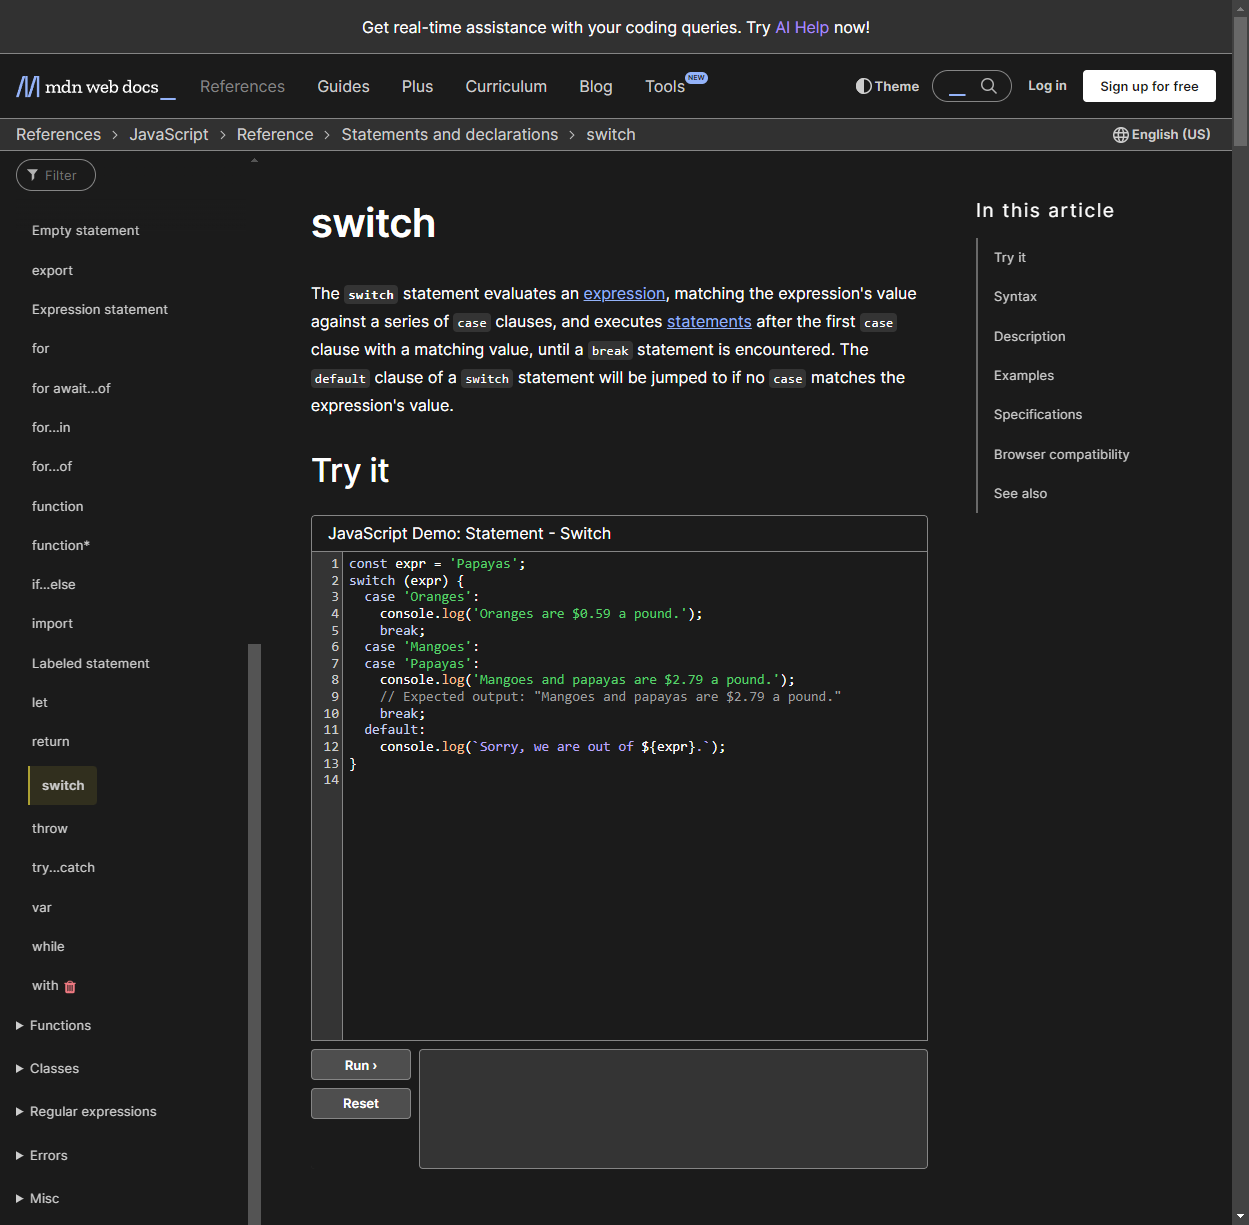 Get real-time assistance with your coding queries. Try AI Help now!
mdn web docs_
References
Guides
Plus
Curriculum
Blog
Tools NEW
Theme
Log in
Sign up for free
References > JavaScript > Reference > Statements and declarations > switch
English (US)
Filter
Empty statement
export
Expression statement
for
for await...of
for...in
for...of
function
function*
if...else
import
Labeled statement
let
return
switch
throw
try...catch
var
while
with
Functions
Classes
Regular expressions
Errors
Misc
switch
The switch statement evaluates an expression, matching the expression's value
against a series of case clauses, and executes statements after the first case
clause with a matching value, until a break statement is encountered. The
default clause of a switch statement will be jumped to if no case matches the
expression's value.
Try it
JavaScript Demo: Statement - Switch
1 const expr = 'Papayas';
2 switch (expr) {
3   case 'Oranges':
4     console.log('Oranges are $0.59 a pound.');
5     break;
6   case 'Mangoes':
7   case 'Papayas':
8     console.log('Mangoes and papayas are $2.79 a pound.');
9     // Expected output: "Mangoes and papayas are $2.79 a pound."
10     break;
11   default:
12     console.log(`Sorry, we are out of ${expr}.`);
13 }
14
Run ›
Reset
In this article
Try it
Syntax
Description
Examples
Specifications
Browser compatibility
See also